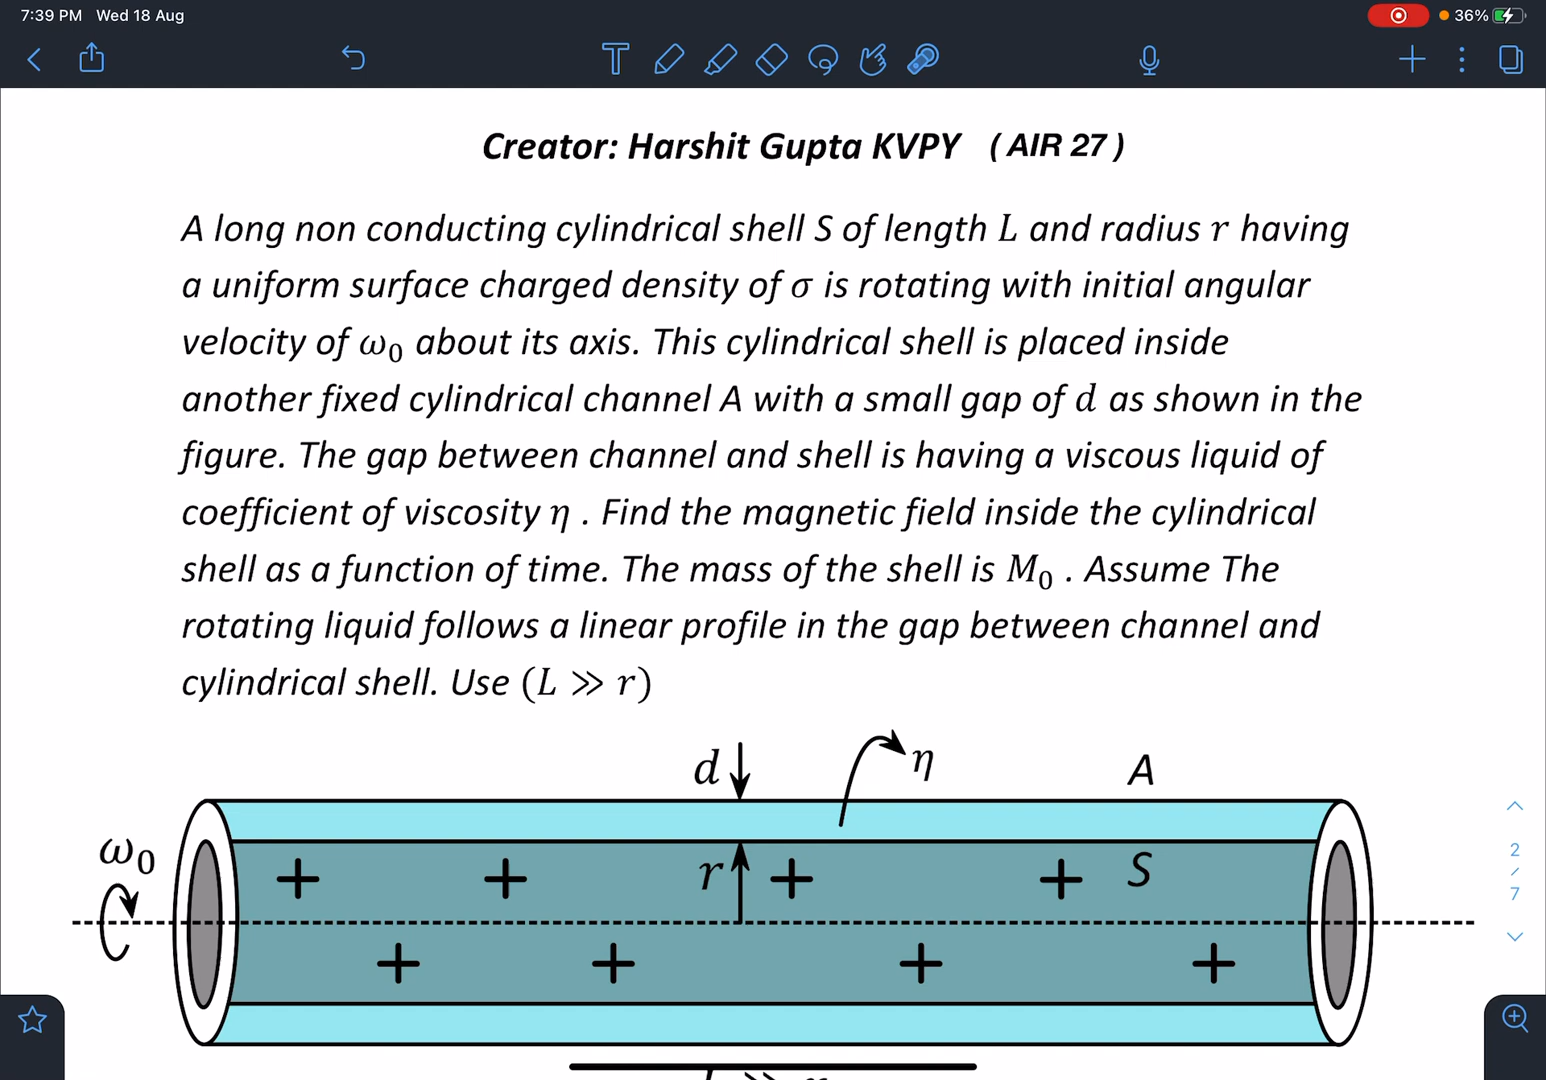 7:39 PM Wed 18 Aug
36%
Creator: Harshit Gupta KVPY ( AIR 27 )
A long non conducting cylindrical shell S of length L and radius r having
a uniform surface charged density of σ is rotating with initial angular
velocity of ω₀ about its axis. This cylindrical shell is placed inside
another fixed cylindrical channel A with a small gap of d as shown in the
figure. The gap between channel and shell is having a viscous liquid of
coefficient of viscosity η . Find the magnetic field inside the cylindrical
shell as a function of time. The mass of the shell is M₀ . Assume The
rotating liquid follows a linear profile in the gap between channel and
cylindrical shell. Use (L ≫ r)
d
η
A
ω₀
r
S
+ + + +
+ + + +
2
/
7